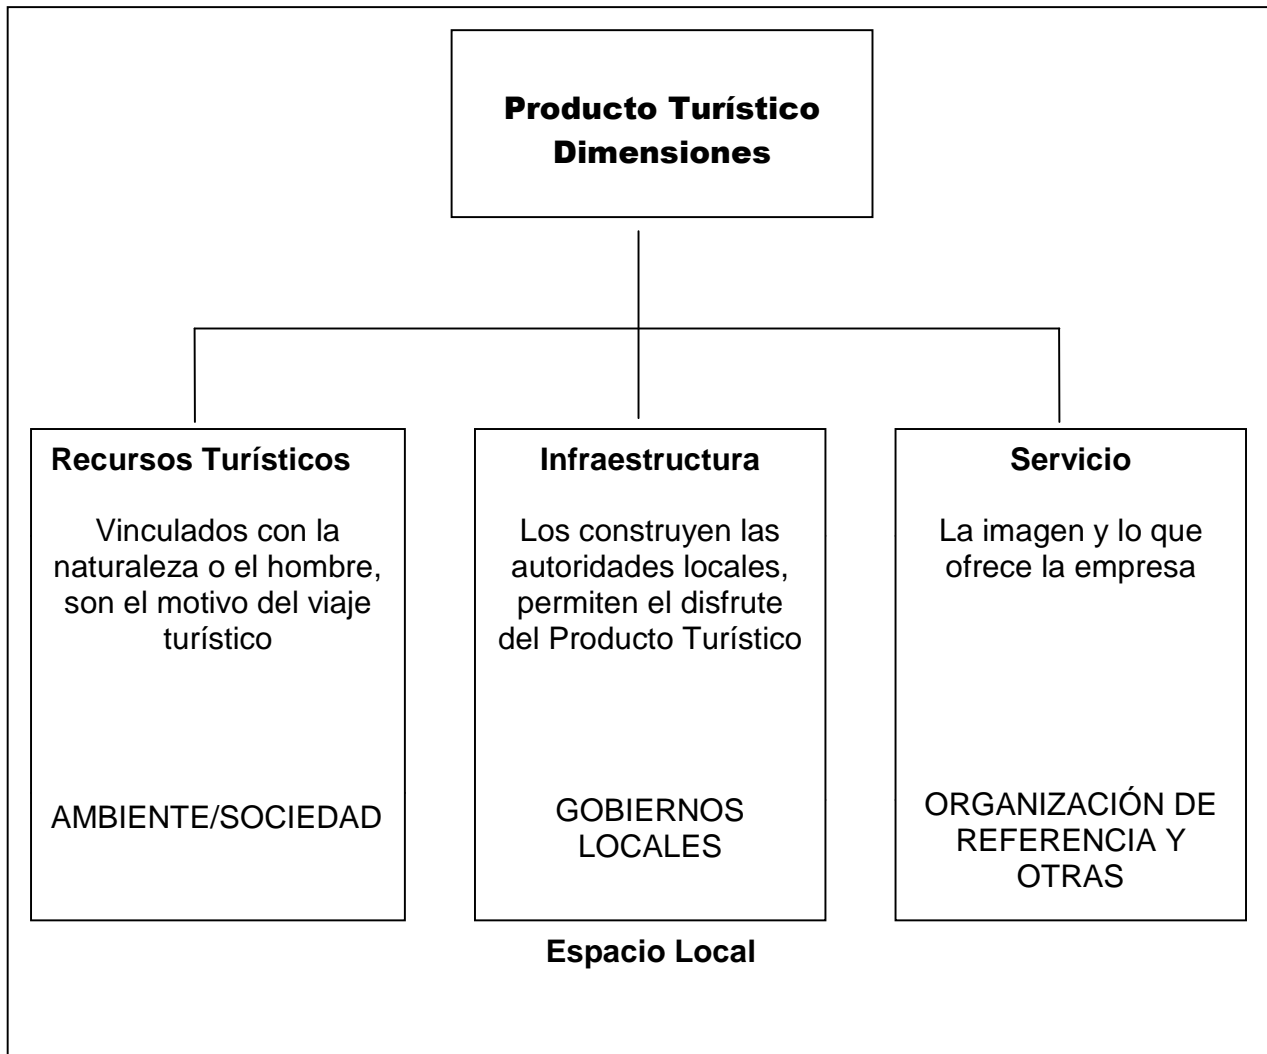 Producto Turístico
Dimensiones
Recursos Turísticos
Vinculados con la
naturaleza o el hombre,
son el motivo del viaje
turístico
AMBIENTE/SOCIEDAD
Infraestructura
Los construyen las
autoridades locales,
permiten el disfrute
del Producto Turístico
GOBIERNOS
LOCALES
Servicio
La imagen y lo que
ofrece la empresa
ORGANIZACIÓN DE
REFERENCIA Y
OTRAS
Espacio Local